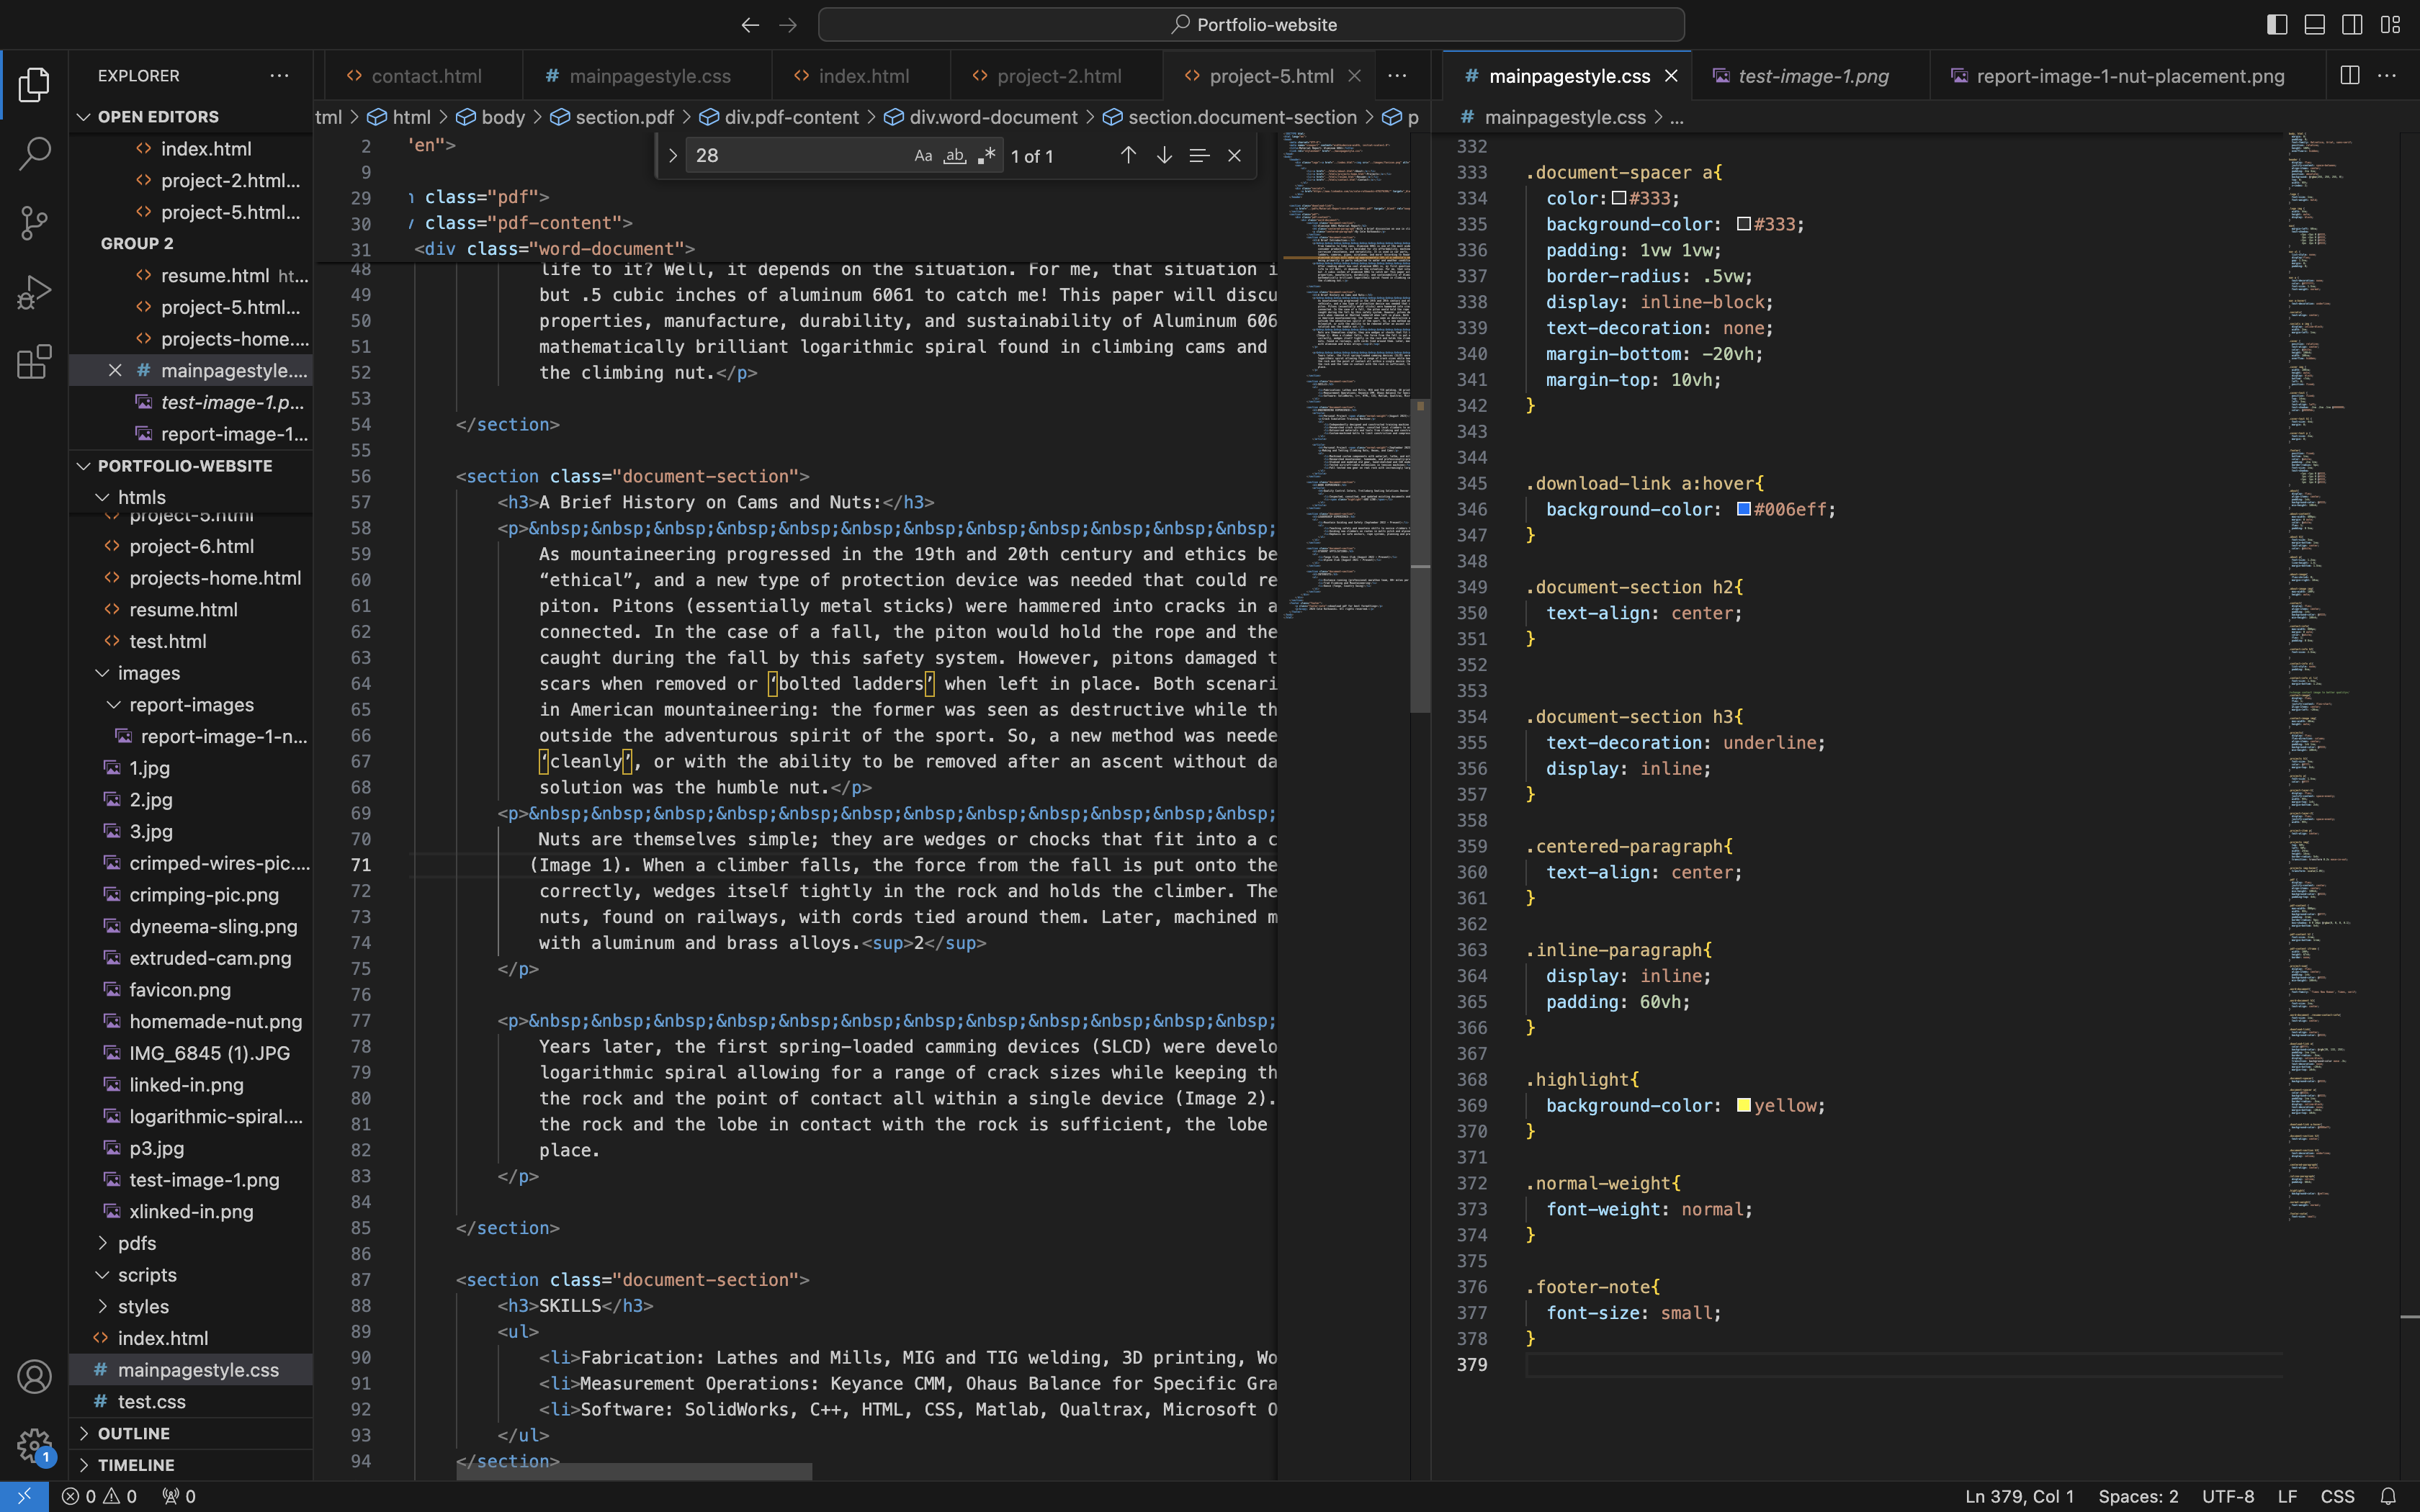 Portfolio-website
EXPLORER
OPEN EDITORS
index.html
project-2.html...
project-5.html...
GROUP 2
resume.html ht...
project-5.html...
projects-home....
# mainpagestyle....
test-image-1.p...
report-image-1...
PORTFOLIO-WEBSITE
htmls
project-5.html
project-6.html
projects-home.html
resume.html
test.html
images
report-images
report-image-1-n...
1.jpg
2.jpg
3.jpg
crimped-wires-pic....
crimping-pic.png
dyneema-sling.png
extruded-cam.png
favicon.png
homemade-nut.png
IMG_6845 (1).JPG
linked-in.png
logarithmic-spiral....
p3.jpg
test-image-1.png
xlinked-in.png
pdfs
scripts
styles
index.html
# mainpagestyle.css
# test.css
OUTLINE
TIMELINE
1
contact.html
# mainpagestyle.css
index.html
project-2.html
project-5.html
tml > html > body > section.pdf > div.pdf-content > div.word-document > section.document-section > p
28
Aa ab .* 1 of 1
2 'en">
9
29 class="pdf">
30 class="pdf-content">
31 <div class="word-document">
48 life to it? Well, it depends on the situation. For me, that situation i
49 but .5 cubic inches of aluminum 6061 to catch me! This paper will discu
50 properties, manufacture, durability, and sustainability of Aluminum 606
51 mathematically brilliant logarithmic spiral found in climbing cams and
52 the climbing nut.</p>
53
54 </section>
55
56 <section class="document-section">
57 <h3>A Brief History on Cams and Nuts:</h3>
58 <p>&nbsp;&nbsp;&nbsp;&nbsp;&nbsp;&nbsp;&nbsp;&nbsp;&nbsp;&nbsp;&nbsp;&nbsp;
59 As mountaineering progressed in the 19th and 20th century and ethics be
60 “ethical”, and a new type of protection device was needed that could re
61 piton. Pitons (essentially metal sticks) were hammered into cracks in a
62 connected. In the case of a fall, the piton would hold the rope and the
63 caught during the fall by this safety system. However, pitons damaged t
64 scars when removed or ‘bolted ladders’ when left in place. Both scenari
65 in American mountaineering: the former was seen as destructive while th
66 outside the adventurous spirit of the sport. So, a new method was neede
67 ‘cleanly’, or with the ability to be removed after an ascent without da
68 solution was the humble nut.</p>
69 <p>&nbsp;&nbsp;&nbsp;&nbsp;&nbsp;&nbsp;&nbsp;&nbsp;&nbsp;&nbsp;&nbsp;&nbsp;
70 Nuts are themselves simple; they are wedges or chocks that fit into a c
71 (Image 1). When a climber falls, the force from the fall is put onto the
72 correctly, wedges itself tightly in the rock and holds the climber. The
73 nuts, found on railways, with cords tied around them. Later, machined m
74 with aluminum and brass alloys.<sup>2</sup>
75 </p>
76
77 <p>&nbsp;&nbsp;&nbsp;&nbsp;&nbsp;&nbsp;&nbsp;&nbsp;&nbsp;&nbsp;&nbsp;&nbsp;
78 Years later, the first spring-loaded camming devices (SLCD) were develo
79 logarithmic spiral allowing for a range of crack sizes while keeping th
80 the rock and the point of contact all within a single device (Image 2).
81 the rock and the lobe in contact with the rock is sufficient, the lobe
82 place.
83 </p>
84
85 </section>
86
87 <section class="document-section">
88 <h3>SKILLS</h3>
89 <ul>
90 <li>Fabrication: Lathes and Mills, MIG and TIG welding, 3D printing, Wo
91 <li>Measurement Operations: Keyance CMM, Ohaus Balance for Specific Gra
92 <li>Software: SolidWorks, C++, HTML, CSS, Matlab, Qualtrax, Microsoft O
93 </ul>
94 </section>
# mainpagestyle.css
test-image-1.png
report-image-1-nut-placement.png
# mainpagestyle.css > ...
332
333 .document-spacer a{
334 color: #333;
335 background-color: #333;
336 padding: 1vw 1vw;
337 border-radius: .5vw;
338 display: inline-block;
339 text-decoration: none;
340 margin-bottom: -20vh;
341 margin-top: 10vh;
342 }
343
344
345 .download-link a:hover{
346 background-color: #006eff;
347 }
348
349 .document-section h2{
350 text-align: center;
351 }
352
353
354 .document-section h3{
355 text-decoration: underline;
356 display: inline;
357 }
358
359 .centered-paragraph{
360 text-align: center;
361 }
362
363 .inline-paragraph{
364 display: inline;
365 padding: 60vh;
366 }
367
368 .highlight{
369 background-color: yellow;
370 }
371
372 .normal-weight{
373 font-weight: normal;
374 }
375
376 .footer-note{
377 font-size: small;
378 }
379
0 0 0
Ln 379, Col 1 Spaces: 2 UTF-8 LF CSS